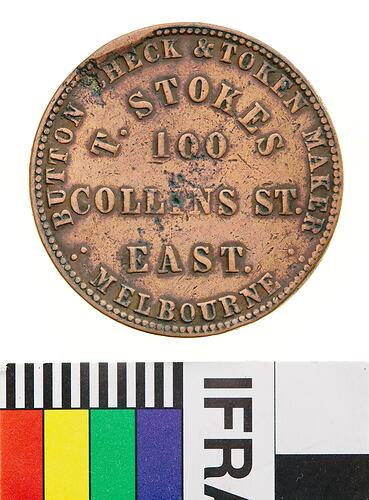 BUTTON CHECK & TOKEN MAKER
T. STOKES
100
COLLINS ST.
EAST.
MELBOURNE
IFRA